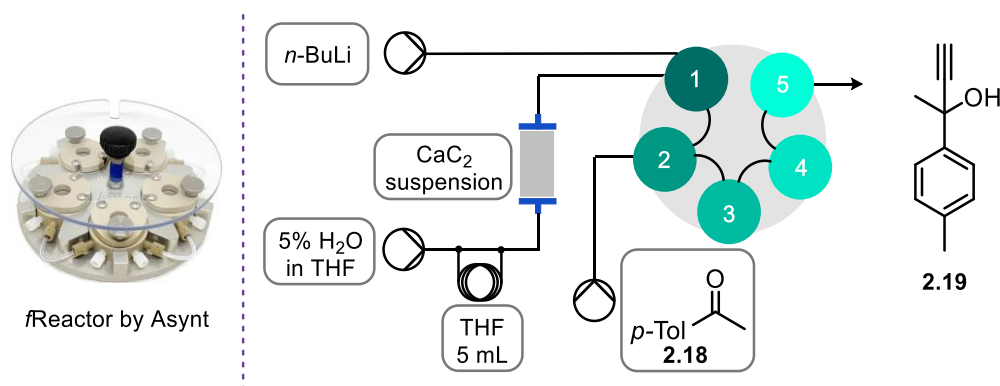 fReactor by Asynt
n-BuLi
CaC2
suspension
5% H2O
in THF
THF
5 mL
1
2
3
4
5
O
p-Tol
2.18
OH
2.19